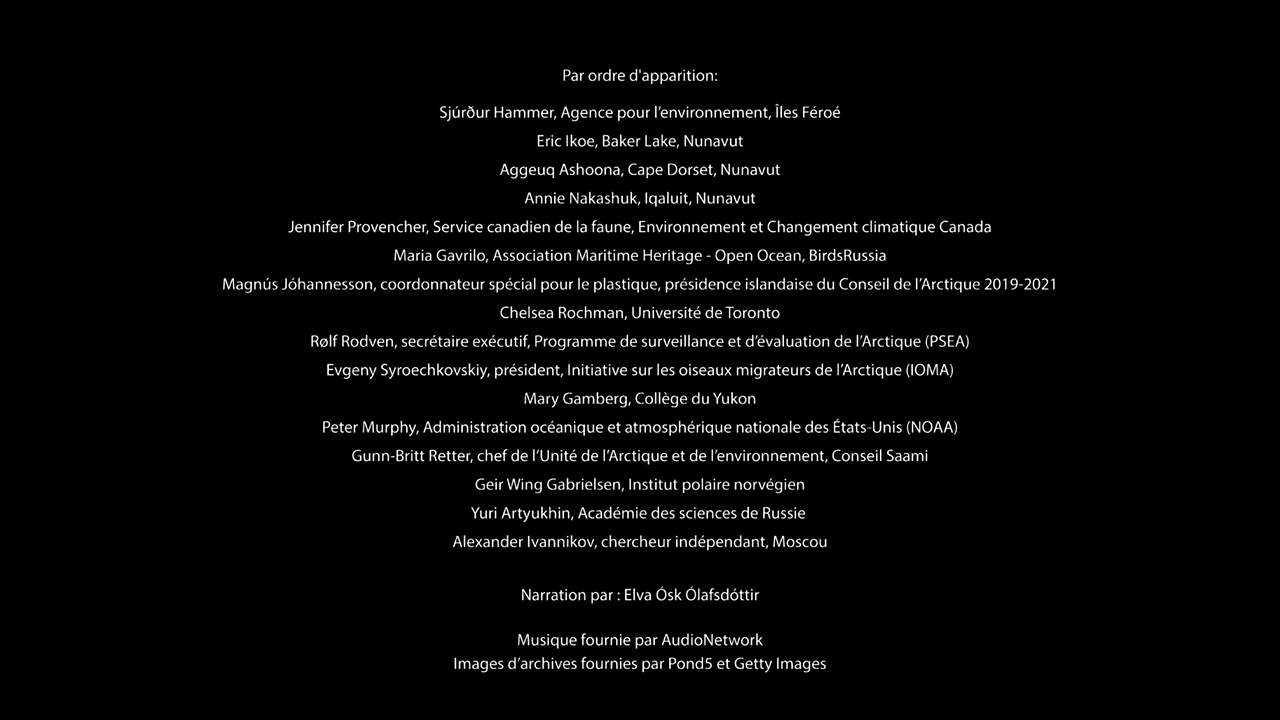 Par ordre d'apparition:
Sjúrður Hammer, Agence pour l’environnement, Îles Féroé
Eric Ikoe, Baker Lake, Nunavut
Aggeuq Ashoona, Cape Dorset, Nunavut
Annie Nakashuk, Iqaluit, Nunavut
Jennifer Provencher, Service canadien de la faune, Environnement et Changement climatique Canada
Maria Gavrilo, Association Maritime Heritage - Open Ocean, BirdsRussia
Magnús Jóhannesson, coordonnateur spécial pour le plastique, présidence islandaise du Conseil de l’Arctique 2019-2021
Chelsea Rochman, Université de Toronto
Rølf Rodven, secrétaire exécutif, Programme de surveillance et d’évaluation de l’Arctique (PSEA)
Evgeny Syroechkovskiy, président, Initiative sur les oiseaux migrateurs de l’Arctique (IOMA)
Mary Gamberg, Collège du Yukon
Peter Murphy, Administration océanique et atmosphérique nationale des États-Unis (NOAA)
Gunn-Britt Retter, chef de l’Unité de l’Arctique et de l’environnement, Conseil Saami
Geir Wing Gabrielsen, Institut polaire norvégien
Yuri Artyukhin, Académie des sciences de Russie
Alexander Ivannikov, chercheur indépendant, Moscou
Narration par : Elva Ósk Ólafsdóttir
Musique fournie par AudioNetwork
Images d’archives fournies par Pond5 et Getty Images